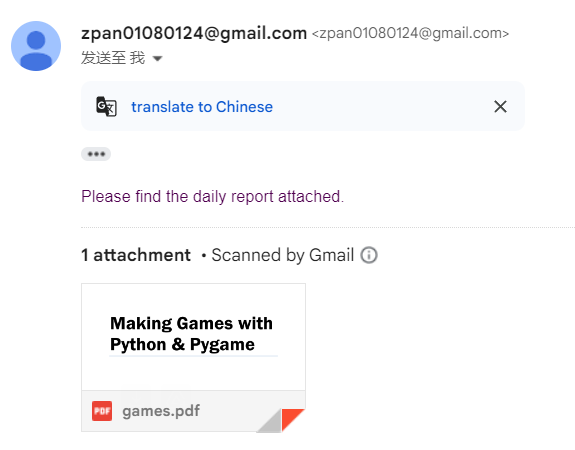 zpan01080124@gmail.com <zpan01080124@gmail.com>
发送至 我
translate to Chinese
Please find the daily report attached.
1 attachment • Scanned by Gmail
Making Games with
Python & Pygame
PDF games.pdf